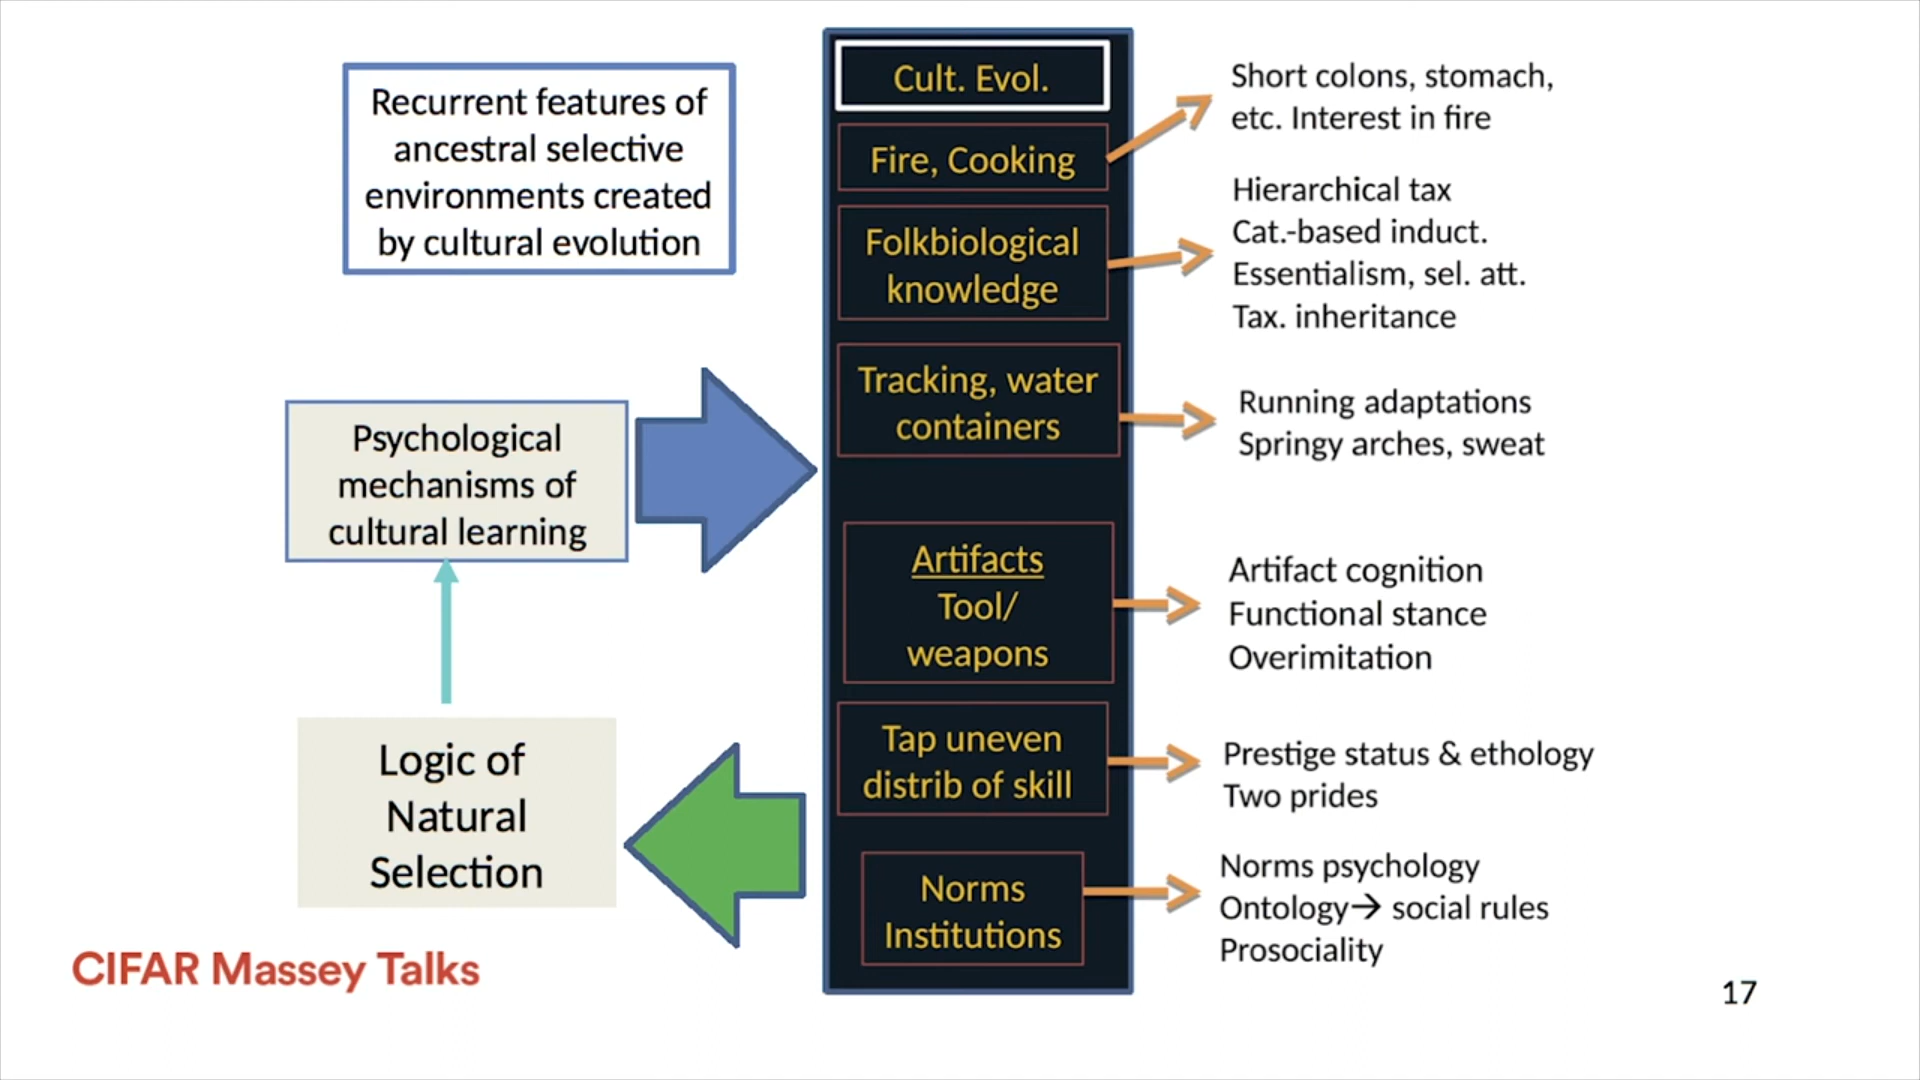 Recurrent features of
ancestral selective
environments created
by cultural evolution
Psychological
mechanisms of
cultural learning
Logic of
Natural
Selection
Cult. Evol.
Fire, Cooking
Short colons, stomach,
etc. Interest in fire
Folkbiological
knowledge
Hierarchical tax
Cat.-based induct.
Essentialism, sel. att.
Tax. inheritance
Tracking, water
containers
Running adaptations
Springy arches, sweat
Artifacts
Tool/
weapons
Artifact cognition
Functional stance
Overimitation
Tap uneven
distrib of skill
Prestige status & ethology
Two prides
Norms
Institutions
Norms psychology
Ontology→ social rules
Prosociality
CIFAR Massey Talks
17